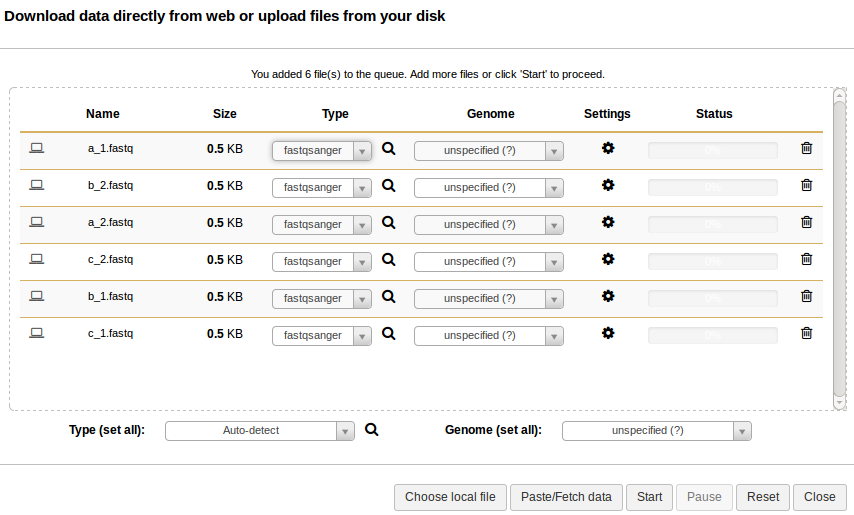 Download data directly from web or upload files from your disk
You added 6 file(s) to the queue. Add more files or click 'Start' to proceed.
Name Size Type Genome Settings Status
a_1.fastq 0.5 KB fastqsanger unspecified (?) 0%
b_2.fastq 0.5 KB fastqsanger unspecified (?) 0%
a_2.fastq 0.5 KB fastqsanger unspecified (?) 0%
c_2.fastq 0.5 KB fastqsanger unspecified (?) 0%
b_1.fastq 0.5 KB fastqsanger unspecified (?) 0%
c_1.fastq 0.5 KB fastqsanger unspecified (?) 0%
Type (set all): Auto-detect Genome (set all): unspecified (?)
Choose local file Paste/Fetch data Start Pause Reset Close